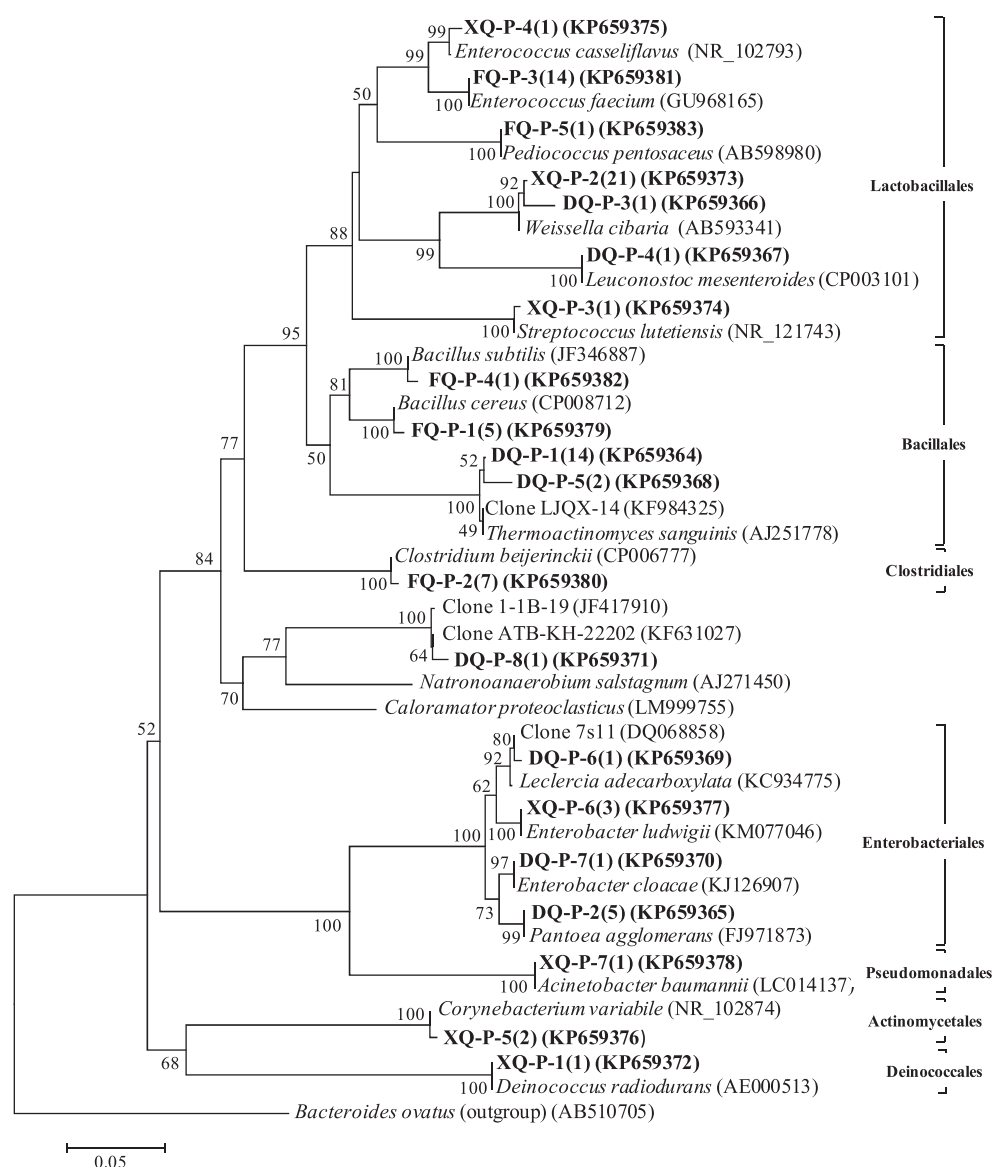 99 XQ-P-4(1) (KP659375)
99 Enterococcus casseliflavus (NR_102793)
FQ-P-3(14) (KP659381)
50
100 Enterococcus faecium (GU968165)
FQ-P-5(1) (KP659383)
100 Pediococcus pentosaceus (AB598980)
92 XQ-P-2(21) (KP659373)
Lactobacillales
100 DQ-P-3(1) (KP659366)
Weissella cibaria (AB593341)
88
99 DQ-P-4(1) (KP659367)
100 Leuconostoc mesenteroides (CP003101)
XQ-P-3(1) (KP659374)
95 100 Streptococcus lutetiensis (NR_121743)
100 Bacillus subtilis (JF346887)
81 FQ-P-4(1) (KP659382)
Bacillus cereus (CP008712)
100 FQ-P-1(5) (KP659379)
77
Bacillales
50 52 DQ-P-1(14) (KP659364)
DQ-P-5(2) (KP659368)
100 Clone LJQX-14 (KF984325)
49 Thermoactinomyces sanguinis (AJ251778)
84 Clostridium beijerinckii (CP006777)
Clostridiales
100 FQ-P-2(7) (KP659380)
100 Clone 1-1B-19 (JF417910)
77 Clone ATB-KH-22202 (KF631027)
64 DQ-P-8(1) (KP659371)
Natronoanaerobium salstagnum (AJ271450)
70
Caloramator proteoclasticus (LM999755)
52
80 Clone 7s11 (DQ068858)
92 DQ-P-6(1) (KP659369)
62 Leclercia adecarboxylata (KC934775)
XQ-P-6(3) (KP659377)
100 100 Enterobacter ludwigii (KM077046)
Enterobacteriales
97 DQ-P-7(1) (KP659370)
Enterobacter cloacae (KJ126907)
73 DQ-P-2(5) (KP659365)
100
99 Pantoea agglomerans (FJ971873)
XQ-P-7(1) (KP659378)
Pseudomonadales
100 Acinetobacter baumannii (LC014137)
100 Corynebacterium variabile (NR_102874)
Actinomycetales
XQ-P-5(2) (KP659376)
68 XQ-P-1(1) (KP659372)
Deinococcales
100 Deinococcus radiodurans (AE000513)
Bacteroides ovatus (outgroup) (AB510705)
0.05